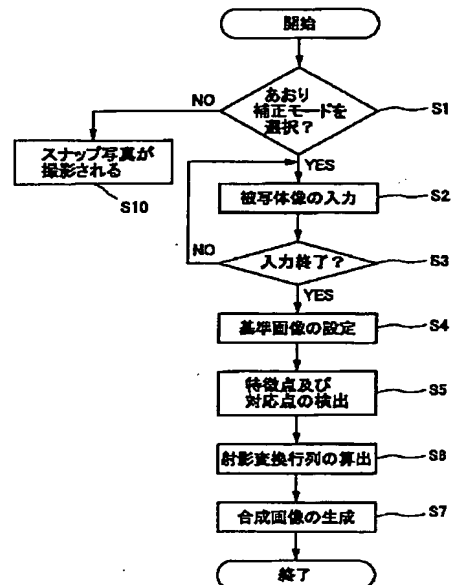 開始
あおり
補正モードを
選択？
S1
NO
YES
スナップ写真が
撮影される
S10
被写体像の入力
S2
入力終了？
S3
NO
YES
基準画像の設定
S4
特徴点及び
対応点の検出
S5
射影変換行列の算出
S6
合成画像の生成
S7
終了